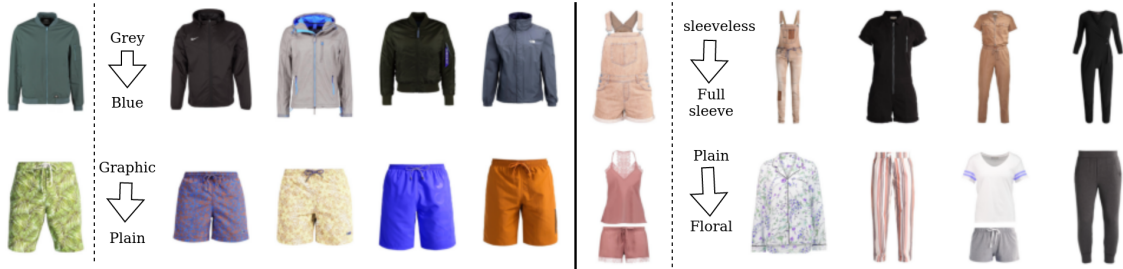 Grey
Blue
Graphic
Plain
sleeveless
Full
sleeve
Plain
Floral